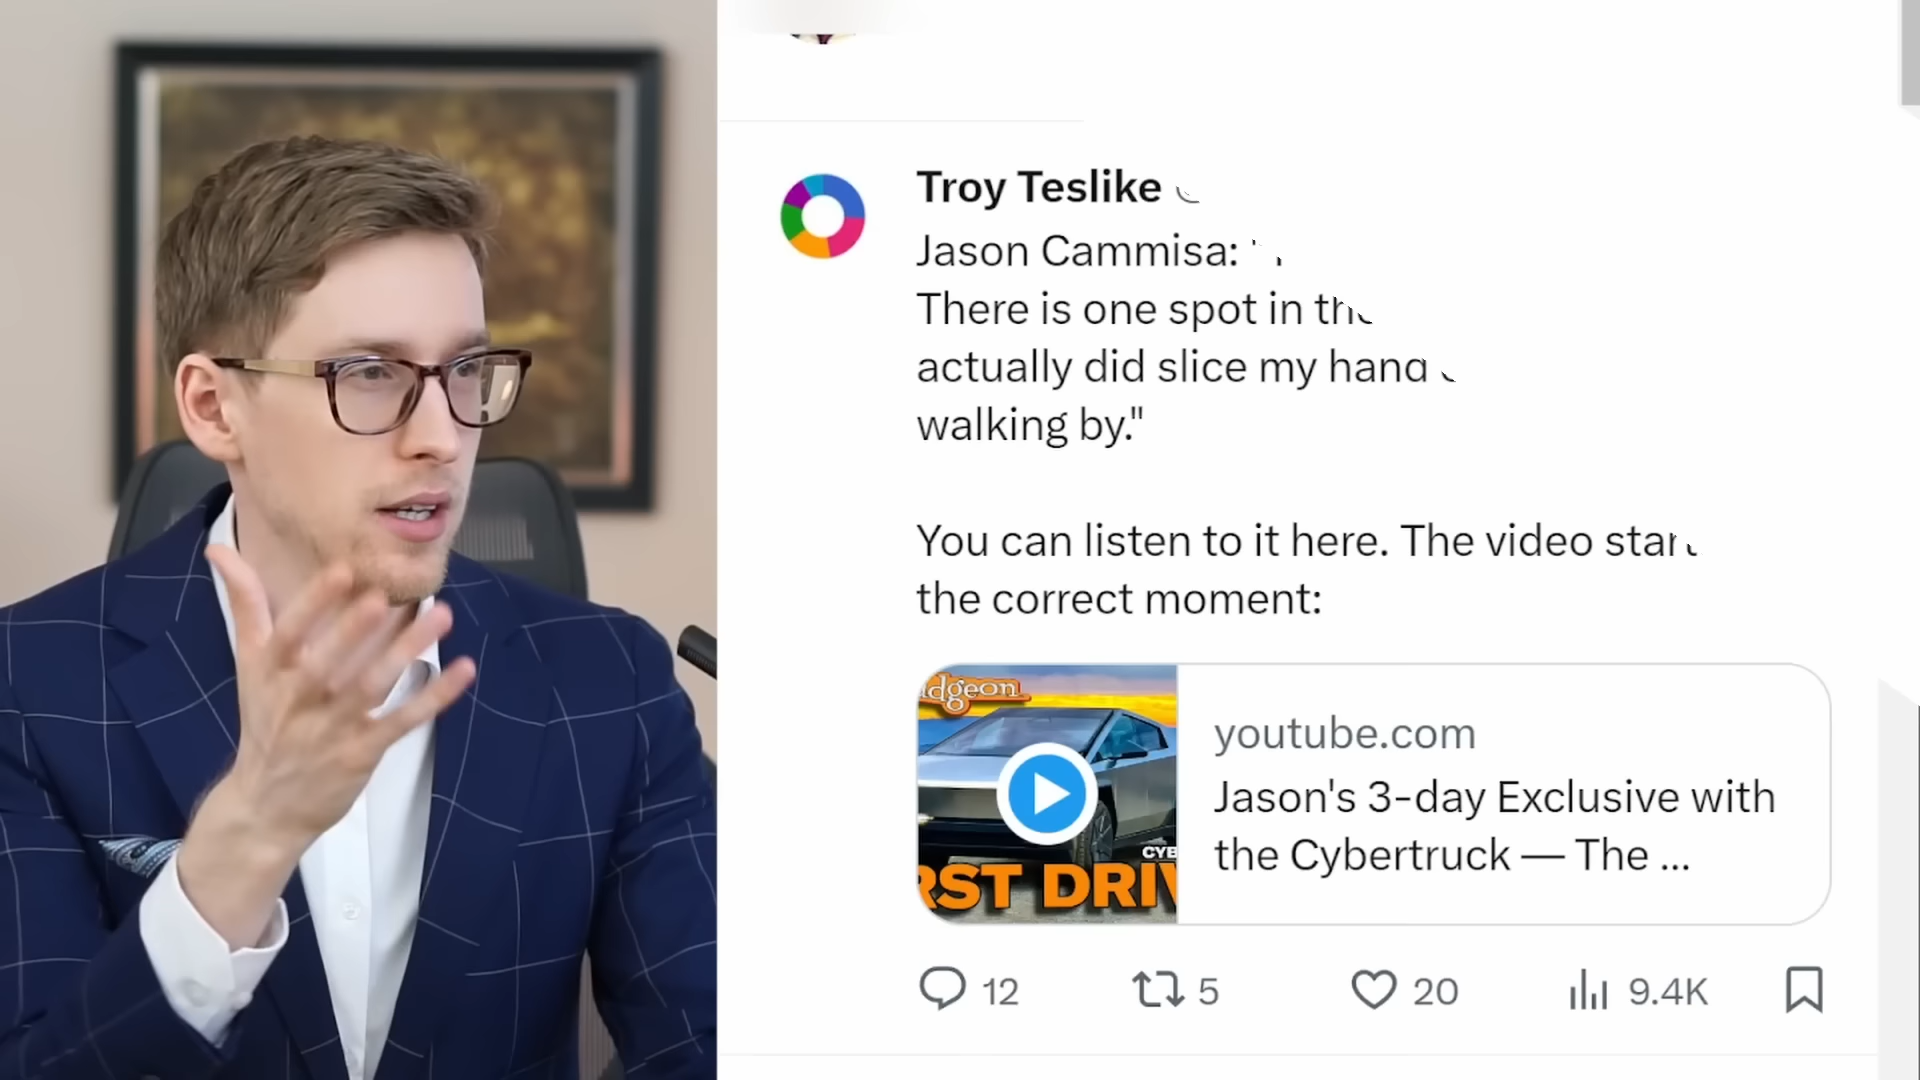 Troy Teslike
Jason Cammisa:
There is one spot in the
actually did slice my hand
walking by."
You can listen to it here. The video start
the correct moment:
dgeon
CYB
RST DRIV
youtube.com
Jason's 3-day Exclusive with
the Cybertruck — The ...
12
5
20
9.4K